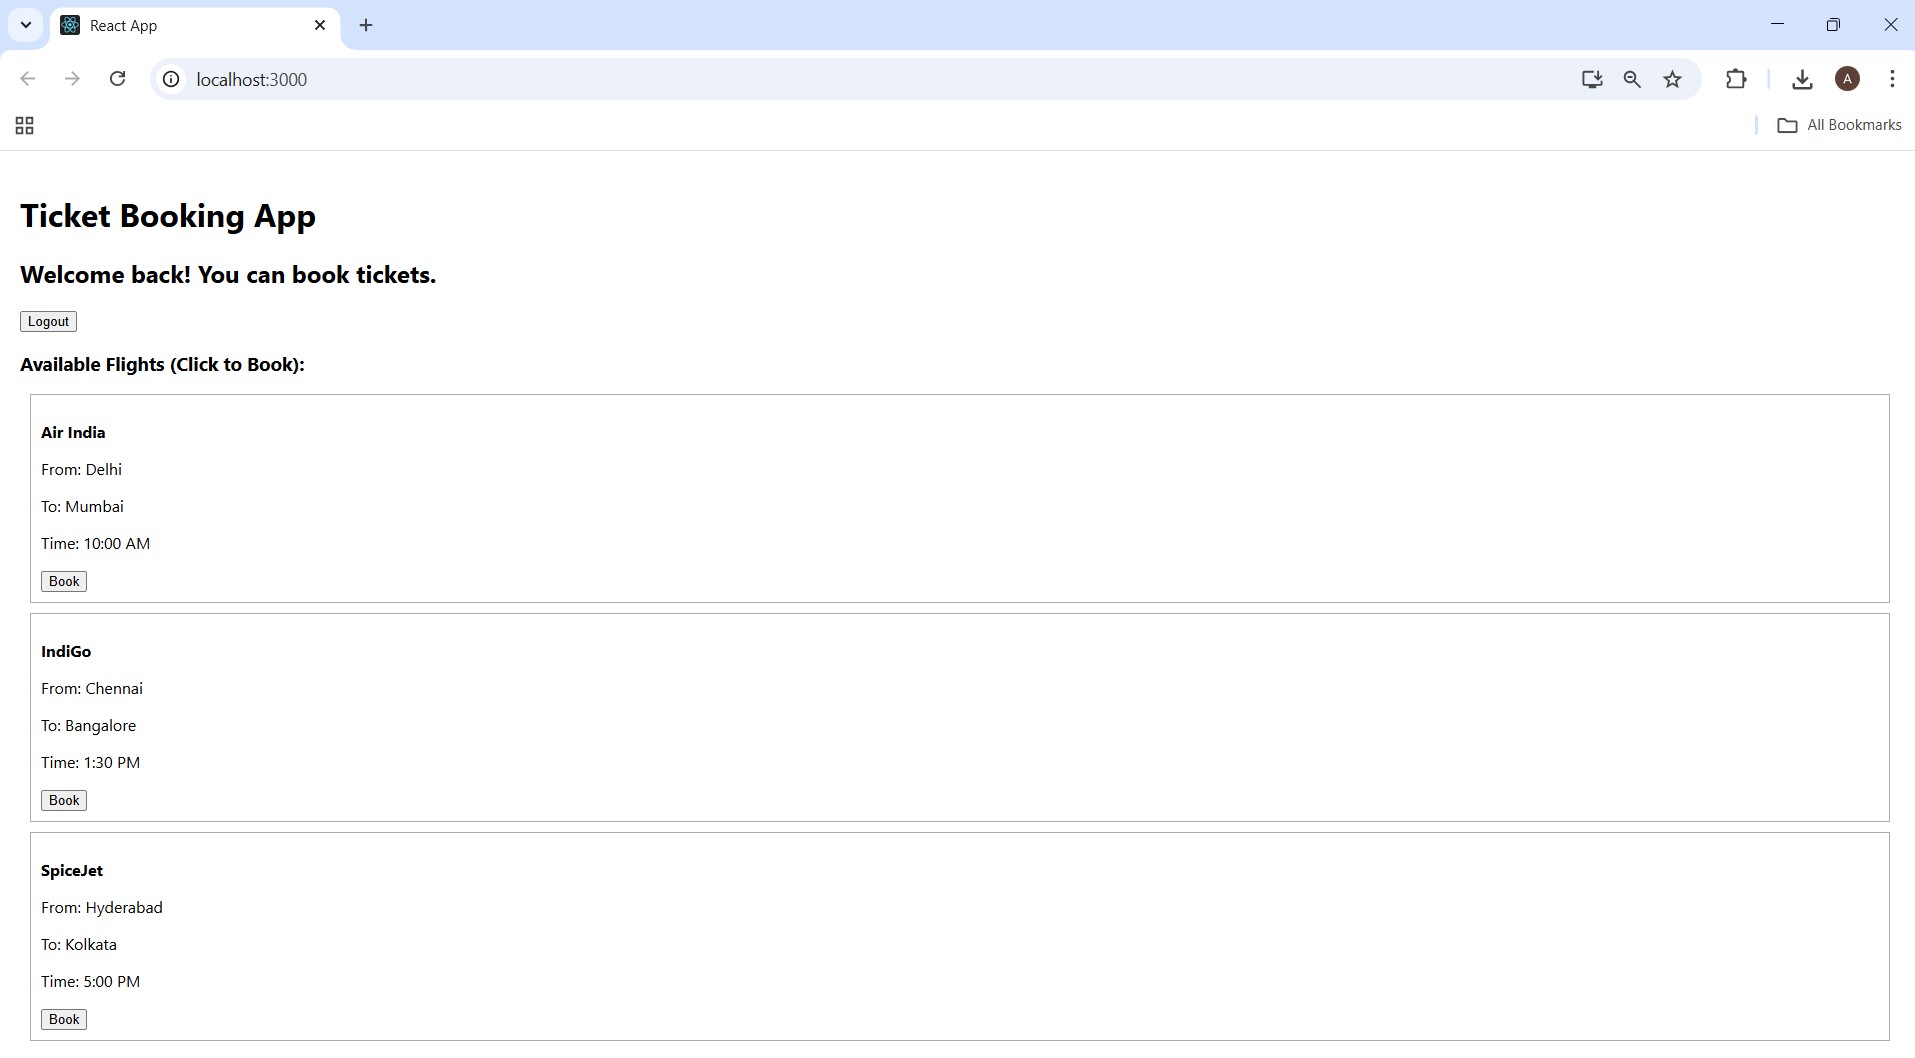 React App
localhost:3000
A
All Bookmarks
Ticket Booking App
Welcome back! You can book tickets.
Logout
Available Flights (Click to Book):
Air India
From: Delhi
To: Mumbai
Time: 10:00 AM
Book
IndiGo
From: Chennai
To: Bangalore
Time: 1:30 PM
Book
SpiceJet
From: Hyderabad
To: Kolkata
Time: 5:00 PM
Book